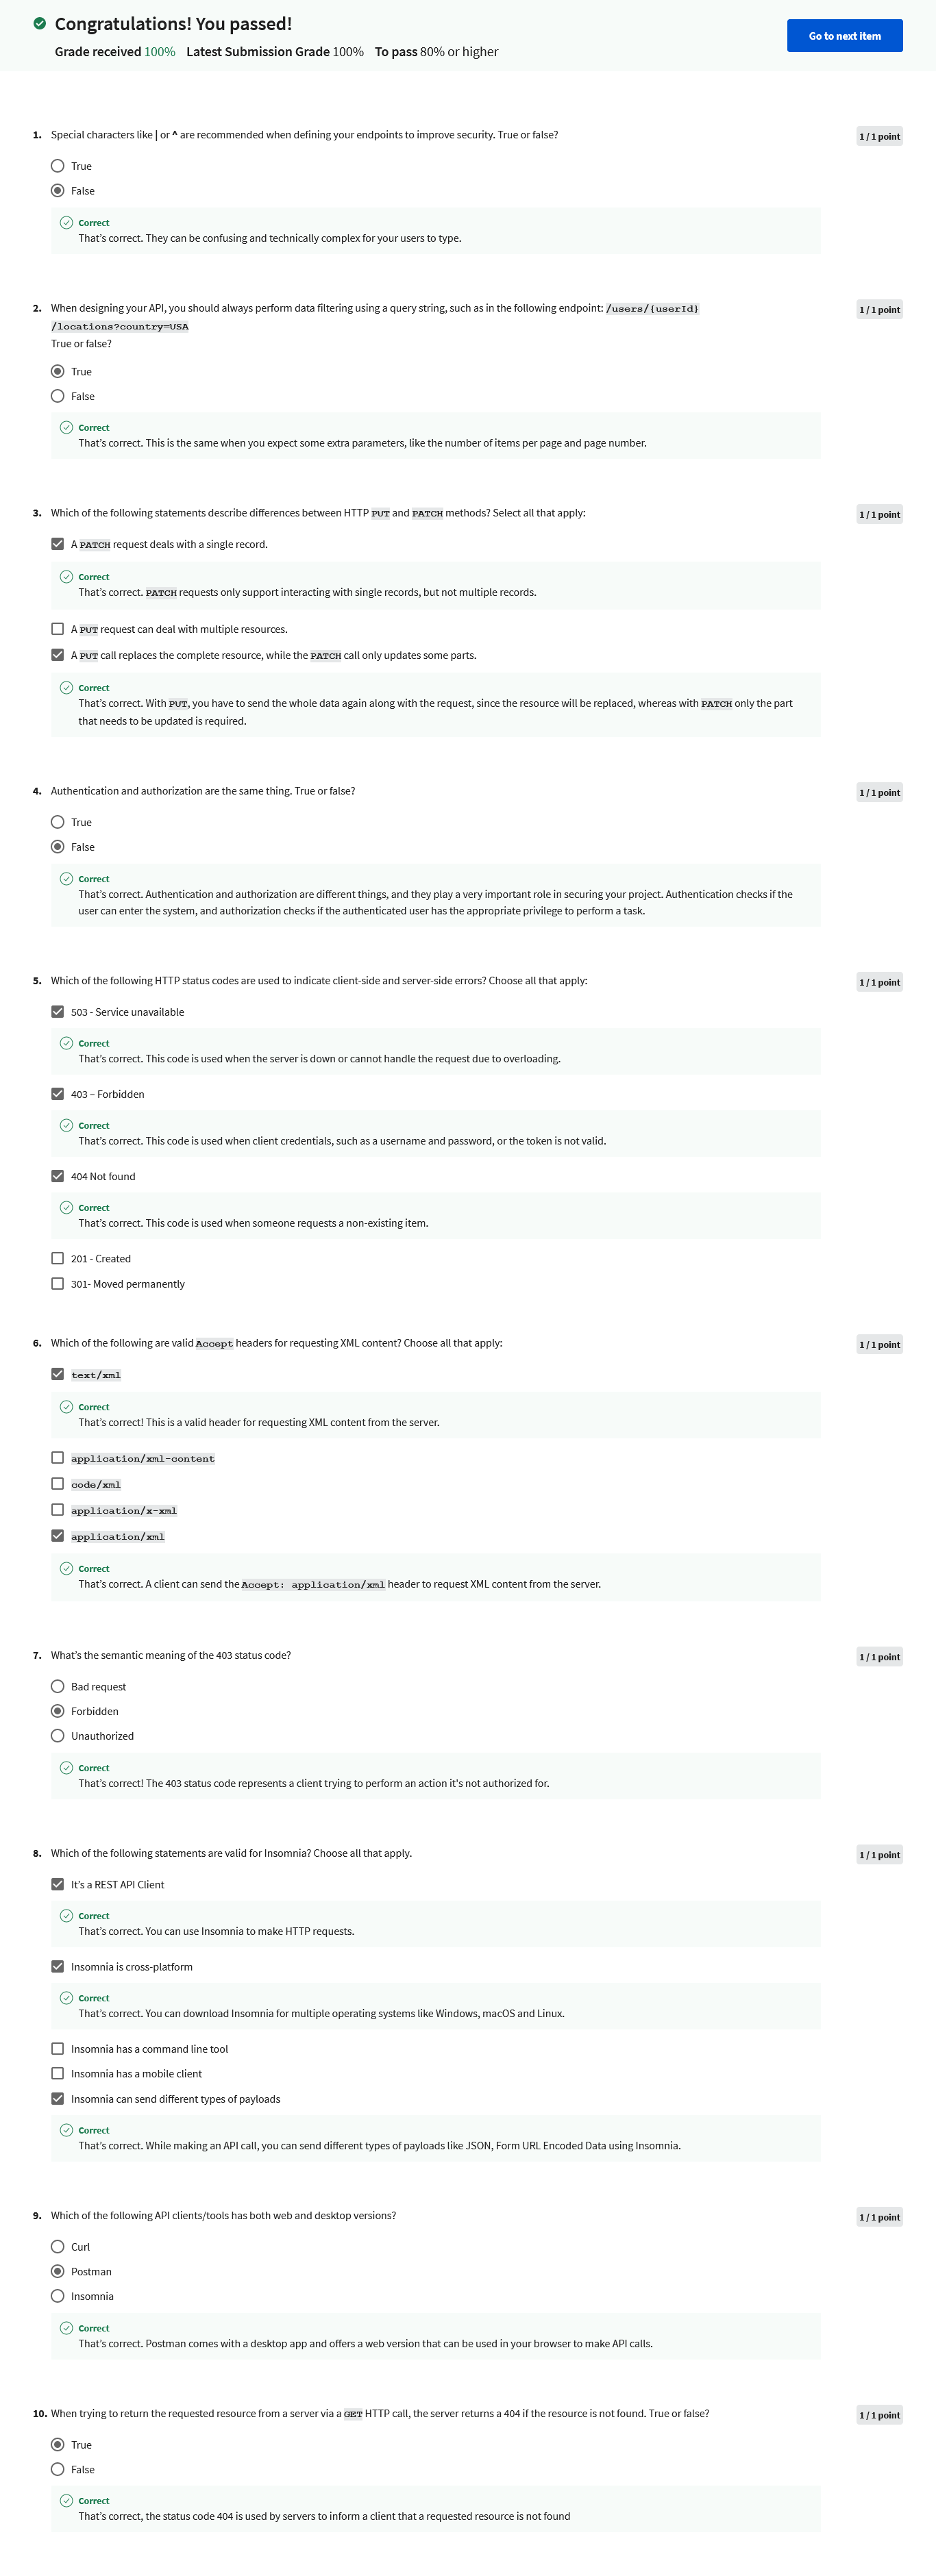 Congratulations! You passed!
Grade received 100% Latest Submission Grade 100% To pass 80% or higher
Go to next item
1. Special characters like | or ^ are recommended when defining your endpoints to improve security. True or false?
1 / 1 point
True
False
Correct
That's correct. They can be confusing and technically complex for your users to type.
2. When designing your API, you should always perform data filtering using a query string, such as in the following endpoint: /users/{userId}
/locations?country=USA
True or false?
1 / 1 point
True
False
Correct
That's correct. This is the same when you expect some extra parameters, like the number of items per page and page number.
3. Which of the following statements describe differences between HTTP PUT and PATCH methods? Select all that apply:
1 / 1 point
A PATCH request deals with a single record.
Correct
That's correct. PATCH requests only support interacting with single records, but not multiple records.
A PUT request can deal with multiple resources.
A PUT call replaces the complete resource, while the PATCH call only updates some parts.
Correct
That's correct. With PUT, you have to send the whole data again along with the request, since the resource will be replaced, whereas with PATCH only the part
that needs to be updated is required.
4. Authentication and authorization are the same thing. True or false?
1 / 1 point
True
False
Correct
That's correct. Authentication and authorization are different things, and they play a very important role in securing your project. Authentication checks if the
user can enter the system, and authorization checks if the authenticated user has the appropriate privilege to perform a task.
5. Which of the following HTTP status codes are used to indicate client-side and server-side errors? Choose all that apply:
1 / 1 point
503 - Service unavailable
Correct
That's correct. This code is used when the server is down or cannot handle the request due to overloading.
403 – Forbidden
Correct
That's correct. This code is used when client credentials, such as a username and password, or the token is not valid.
404 Not found
Correct
That's correct. This code is used when someone requests a non-existing item.
201 - Created
301- Moved permanently
6. Which of the following are valid Accept headers for requesting XML content? Choose all that apply:
1 / 1 point
text/xml
Correct
That's correct! This is a valid header for requesting XML content from the server.
application/xml-content
code/xml
application/x-xml
application/xml
Correct
That's correct. A client can send the Accept: application/xml header to request XML content from the server.
7. What's the semantic meaning of the 403 status code?
1 / 1 point
Bad request
Forbidden
Unauthorized
Correct
That's correct! The 403 status code represents a client trying to perform an action it's not authorized for.
8. Which of the following statements are valid for Insomnia? Choose all that apply.
1 / 1 point
It's a REST API Client
Correct
That's correct. You can use Insomnia to make HTTP requests.
Insomnia is cross-platform
Correct
That's correct. You can download Insomnia for multiple operating systems like Windows, macOS and Linux.
Insomnia has a command line tool
Insomnia has a mobile client
Insomnia can send different types of payloads
Correct
That's correct. While making an API call, you can send different types of payloads like JSON, Form URL Encoded Data using Insomnia.
9. Which of the following API clients/tools has both web and desktop versions?
1 / 1 point
Curl
Postman
Insomnia
Correct
That's correct. Postman comes with a desktop app and offers a web version that can be used in your browser to make API calls.
10. When trying to return the requested resource from a server via a GET HTTP call, the server returns a 404 if the resource is not found. True or false?
1 / 1 point
True
False
Correct
That's correct, the status code 404 is used by servers to inform a client that a requested resource is not found